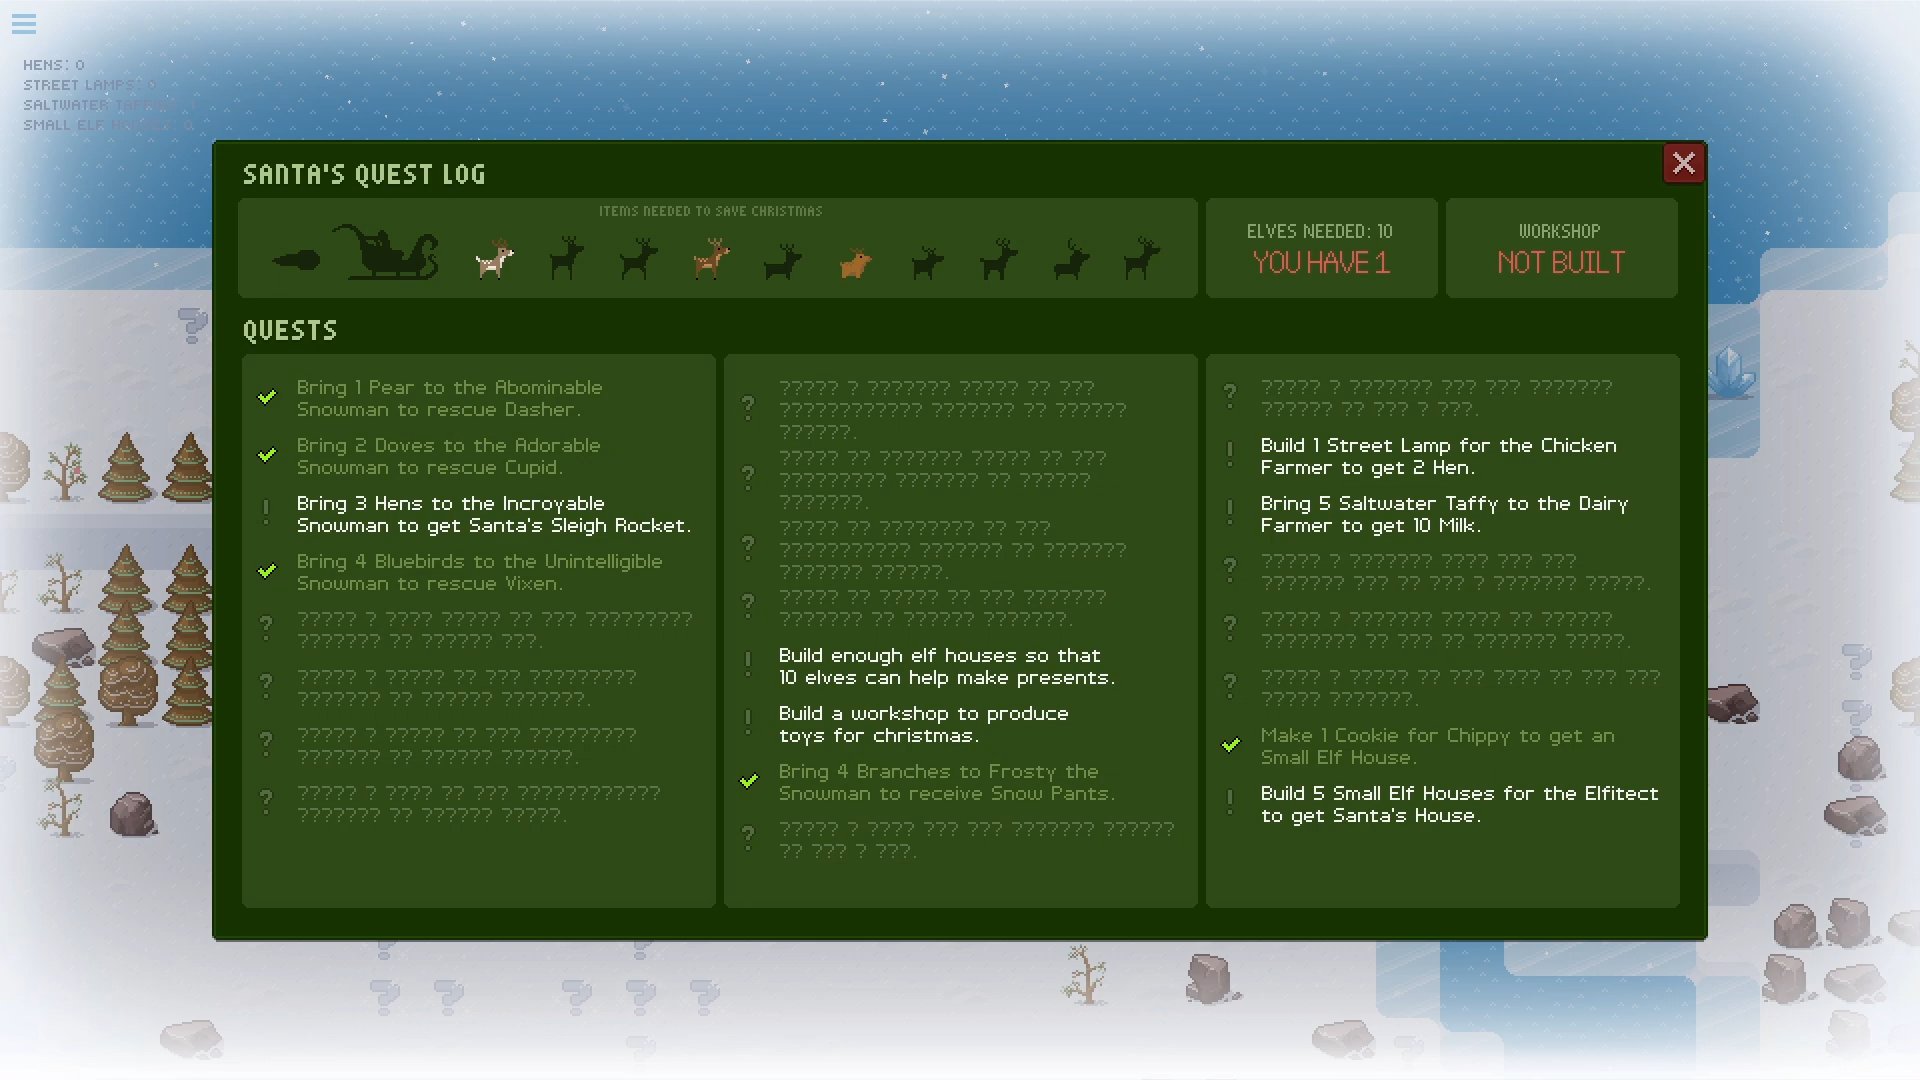 HENS: 0
STREET LAMPS: 0
SALTWATER
SMALL ELF
SANTA'S QUEST LOG
ITEMS NEEDED TO SAVE CHRISTMAS
ELVES NEEDED: 10
YOU HAVE 1
WORKSHOP
NOT BUILT
QUESTS
Bring 1 Pear to the Abominable
Snowman to rescue Dasher.
Bring 2 Doves to the Adorable
Snowman to rescue Cupid.
Bring 3 Hens to the Incroyable
Snowman to get Santa's Sleigh Rocket.
Bring 4 Bluebirds to the Unintelligible
Snowman to rescue Vixen.
????? ? ???? ????? ?? ??? ?????????
??????? ?? ?????? ???.
????? ? ????? ?? ??? ?????????
??????? ?? ?????? ???????.
????? ? ????? ?? ??? ?????????
??????? ?? ?????? ??????.
????? ? ???? ?? ??? ????????????
??????? ?? ?????? ?????.
????? ? ??????? ????? ?? ???
???????????? ??????? ?? ??????
??????.
????? ?? ??????? ????? ?? ???
????????? ??????? ?? ??????
???????.
????? ?? ???????? ?? ???
??????????? ??????? ?? ???????
??????? ??????.
????? ?? ????? ?? ??? ???????
??????? ?? ?????? ???????.
Build enough elf houses so that
10 elves can help make presents.
Build a workshop to produce
toys for christmas.
Bring 4 Branches to Frosty the
Snowman to receive Snow Pants.
????? ? ???? ??? ??? ??????? ??????
?? ??? ? ???.
????? ? ??????? ??? ??? ???????
?????? ?? ??? ? ???.
Build 1 Street Lamp for the Chicken
Farmer to get 2 Hen.
Bring 5 Saltwater Taffy to the Dairy
Farmer to get 10 Milk.
????? ? ??????? ???? ??? ???
??????? ??? ?? ??? ? ??????? ?????.
????? ? ??????? ????? ?? ???????
???????? ?? ??? ?? ??????? ?????.
????? ? ????? ?? ??? ???? ?? ??? ???
????? ???????.
Make 1 Cookie for Chippy to get an
Small Elf House.
Build 5 Small Elf Houses for the Elfitect
to get Santa's House.